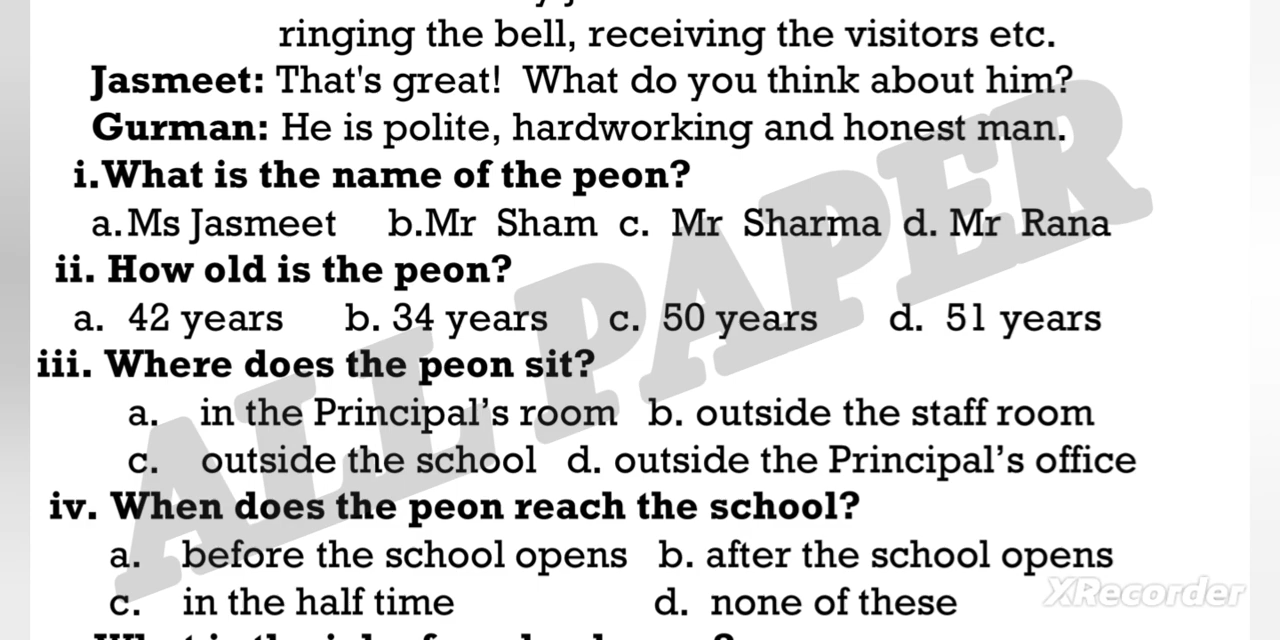 ringing the bell, receiving the visitors etc.
Jasmeet: That's great! What do you think about him?
Gurman: He is polite, hardworking and honest man.
i.What is the name of the peon?
a.Ms Jasmeet b.Mr Sham c. Mr Sharma d. Mr Rana
ii. How old is the peon?
a. 42 years b. 34 years c. 50 years d. 51 years
iii. Where does the peon sit?
a. in the Principal's room b. outside the staff room
c. outside the school d. outside the Principal's office
iv. When does the peon reach the school?
a. before the school opens b. after the school opens
c. in the half time d. none of these
ALL PAPER
XRecorder